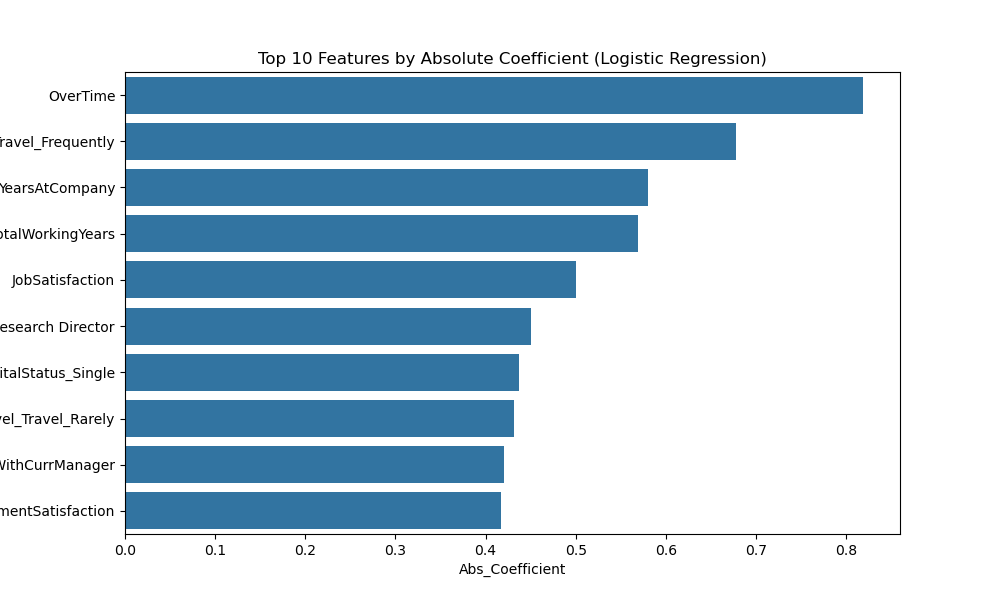 Top 10 Features by Absolute Coefficient (Logistic Regression)
OverTime
ravel_Frequently
YearsAtCompany
otalWorkingYears
JobSatisfaction
esearch Director
italStatus_Single
vel_Travel_Rarely
WithCurrManager
mentSatisfaction
0.0 0.1 0.2 0.3 0.4 0.5 0.6 0.7 0.8
Abs_Coefficient